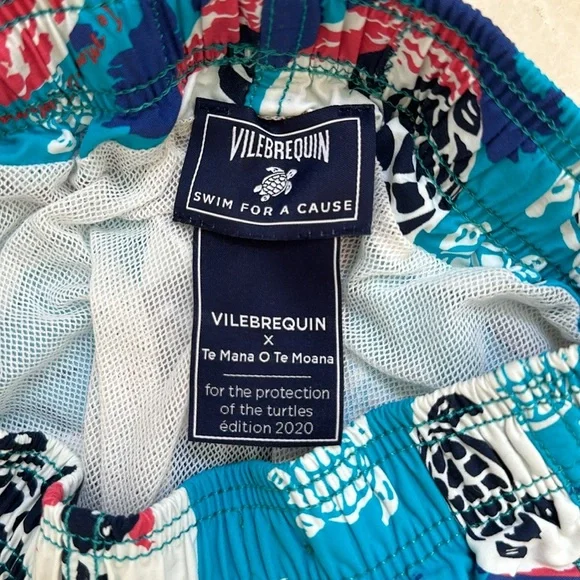 VILEBREQUIN
SWIM FOR A CAUSE
VILEBREQUIN
x
Te Mana O Te Moana
for the protection
of the turtles
édition 2020